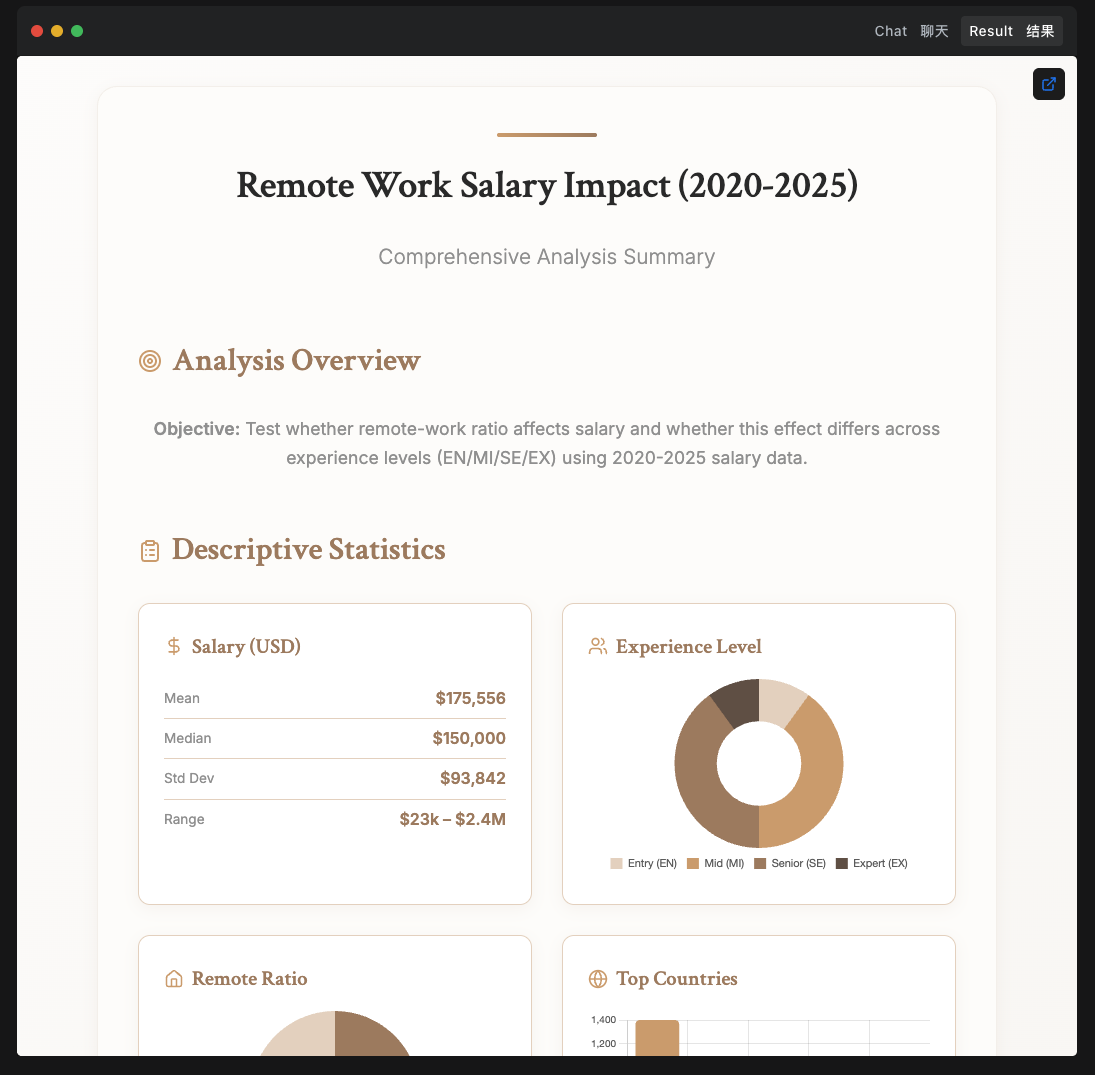 Chat 聊天 Result 结果
Remote Work Salary Impact (2020-2025)
Comprehensive Analysis Summary
Analysis Overview
Objective: Test whether remote-work ratio affects salary and whether this effect differs across
experience levels (EN/MI/SE/EX) using 2020-2025 salary data.
Descriptive Statistics
Salary (USD)
Mean $175,556
Median $150,000
Std Dev $93,842
Range $23k – $2.4M
Experience Level
Entry (EN) Mid (MI) Senior (SE) Expert (EX)
Remote Ratio
Top Countries
1,400
1,200